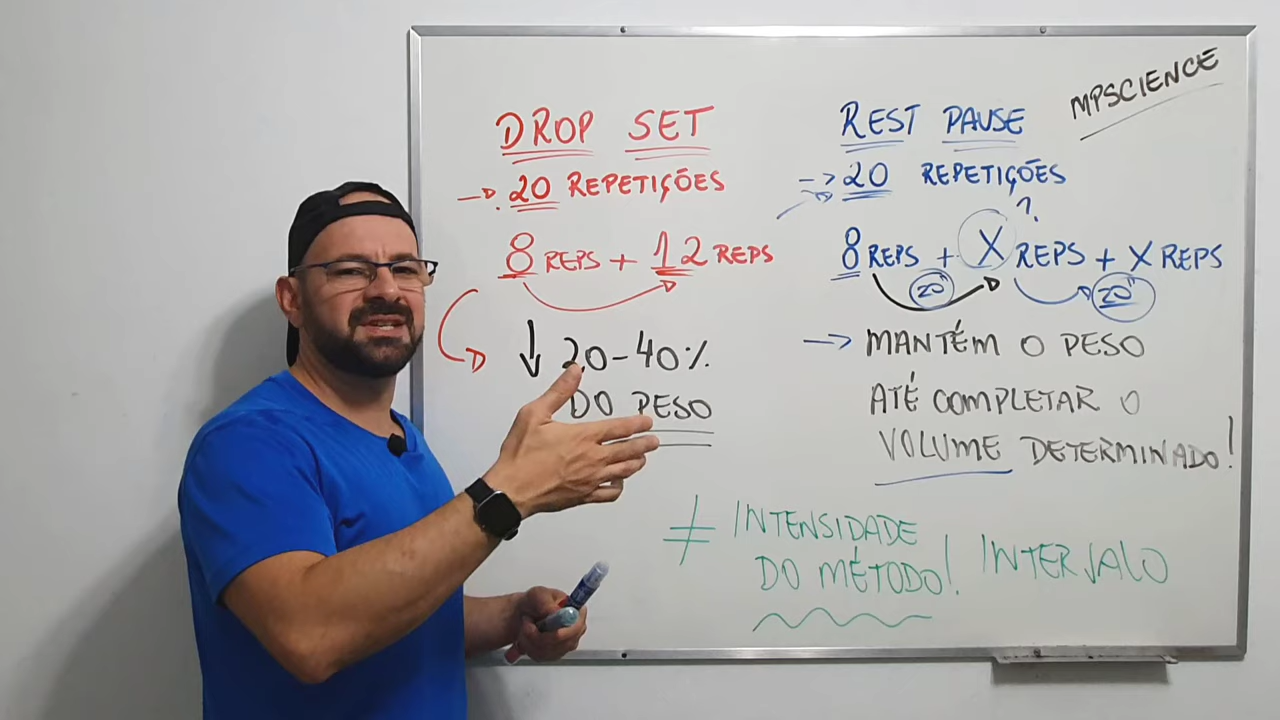 MPSCIENCE
DROP SET
20 REPETIÇÕES
8 REPS + 12 REPS
↓ 20-40%
DO PESO
REST PAUSE
→ 20 REPETIÇÕES
?
8 REPS + X REPS + X REPS
20" 20"
→ MANTÉM O PESO
ATÉ COMPLETAR O
VOLUME DETERMINADO!
≠ INTENSIDADE
DO MÉTODO! INTERVALO